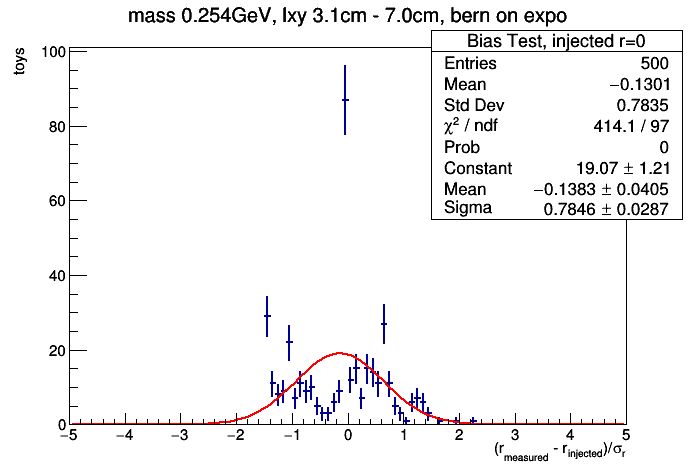 mass 0.254GeV, lxy 3.1cm - 7.0cm, bern on expo
toys
Bias Test, injected r=0
Entries 500
Mean −0.1301
Std Dev 0.7835
χ² / ndf 414.1 / 97
Prob 0
Constant 19.07 ± 1.21
Mean −0.1383 ± 0.0405
Sigma 0.7846 ± 0.0287
100
80
60
40
20
0
−5 −4 −3 −2 −1 0 1 2 3 4 5
(r_measured - r_injected)/σ_r